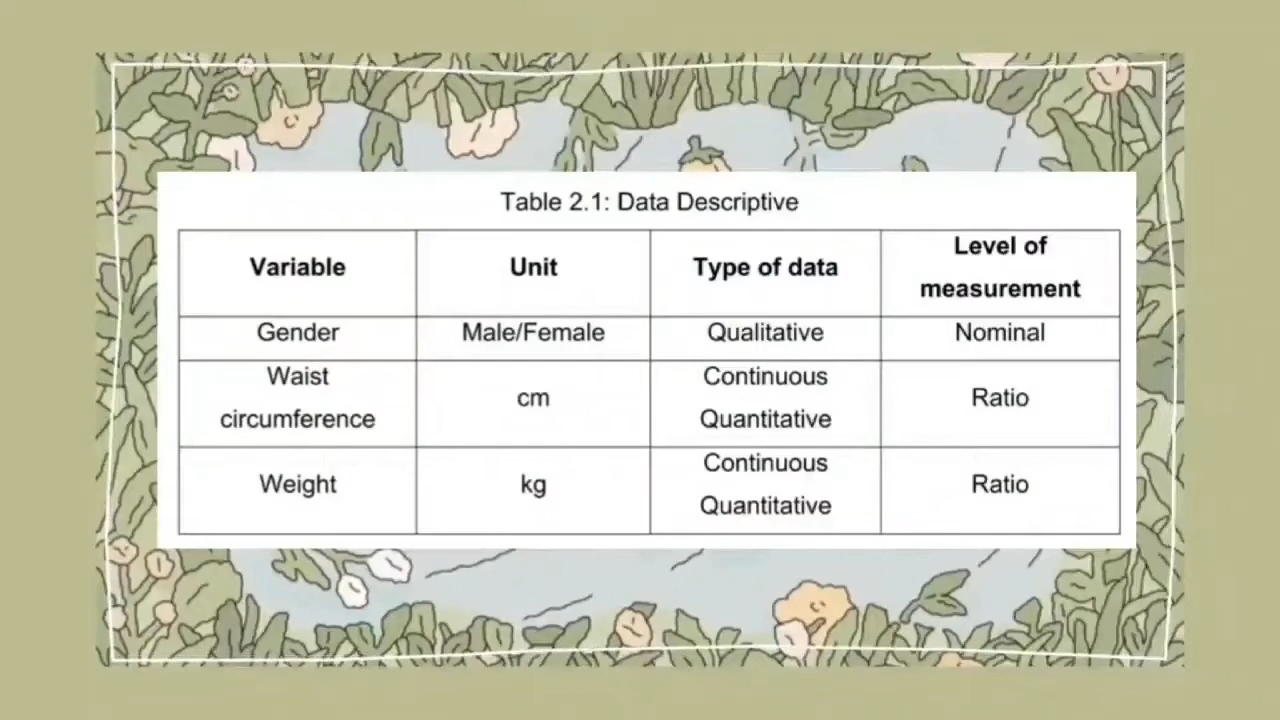 Table 2.1: Data Descriptive
Variable Unit Type of data Level of measurement
Gender Male/Female Qualitative Nominal
Waist circumference cm Continuous Quantitative Ratio
Weight kg Continuous Quantitative Ratio